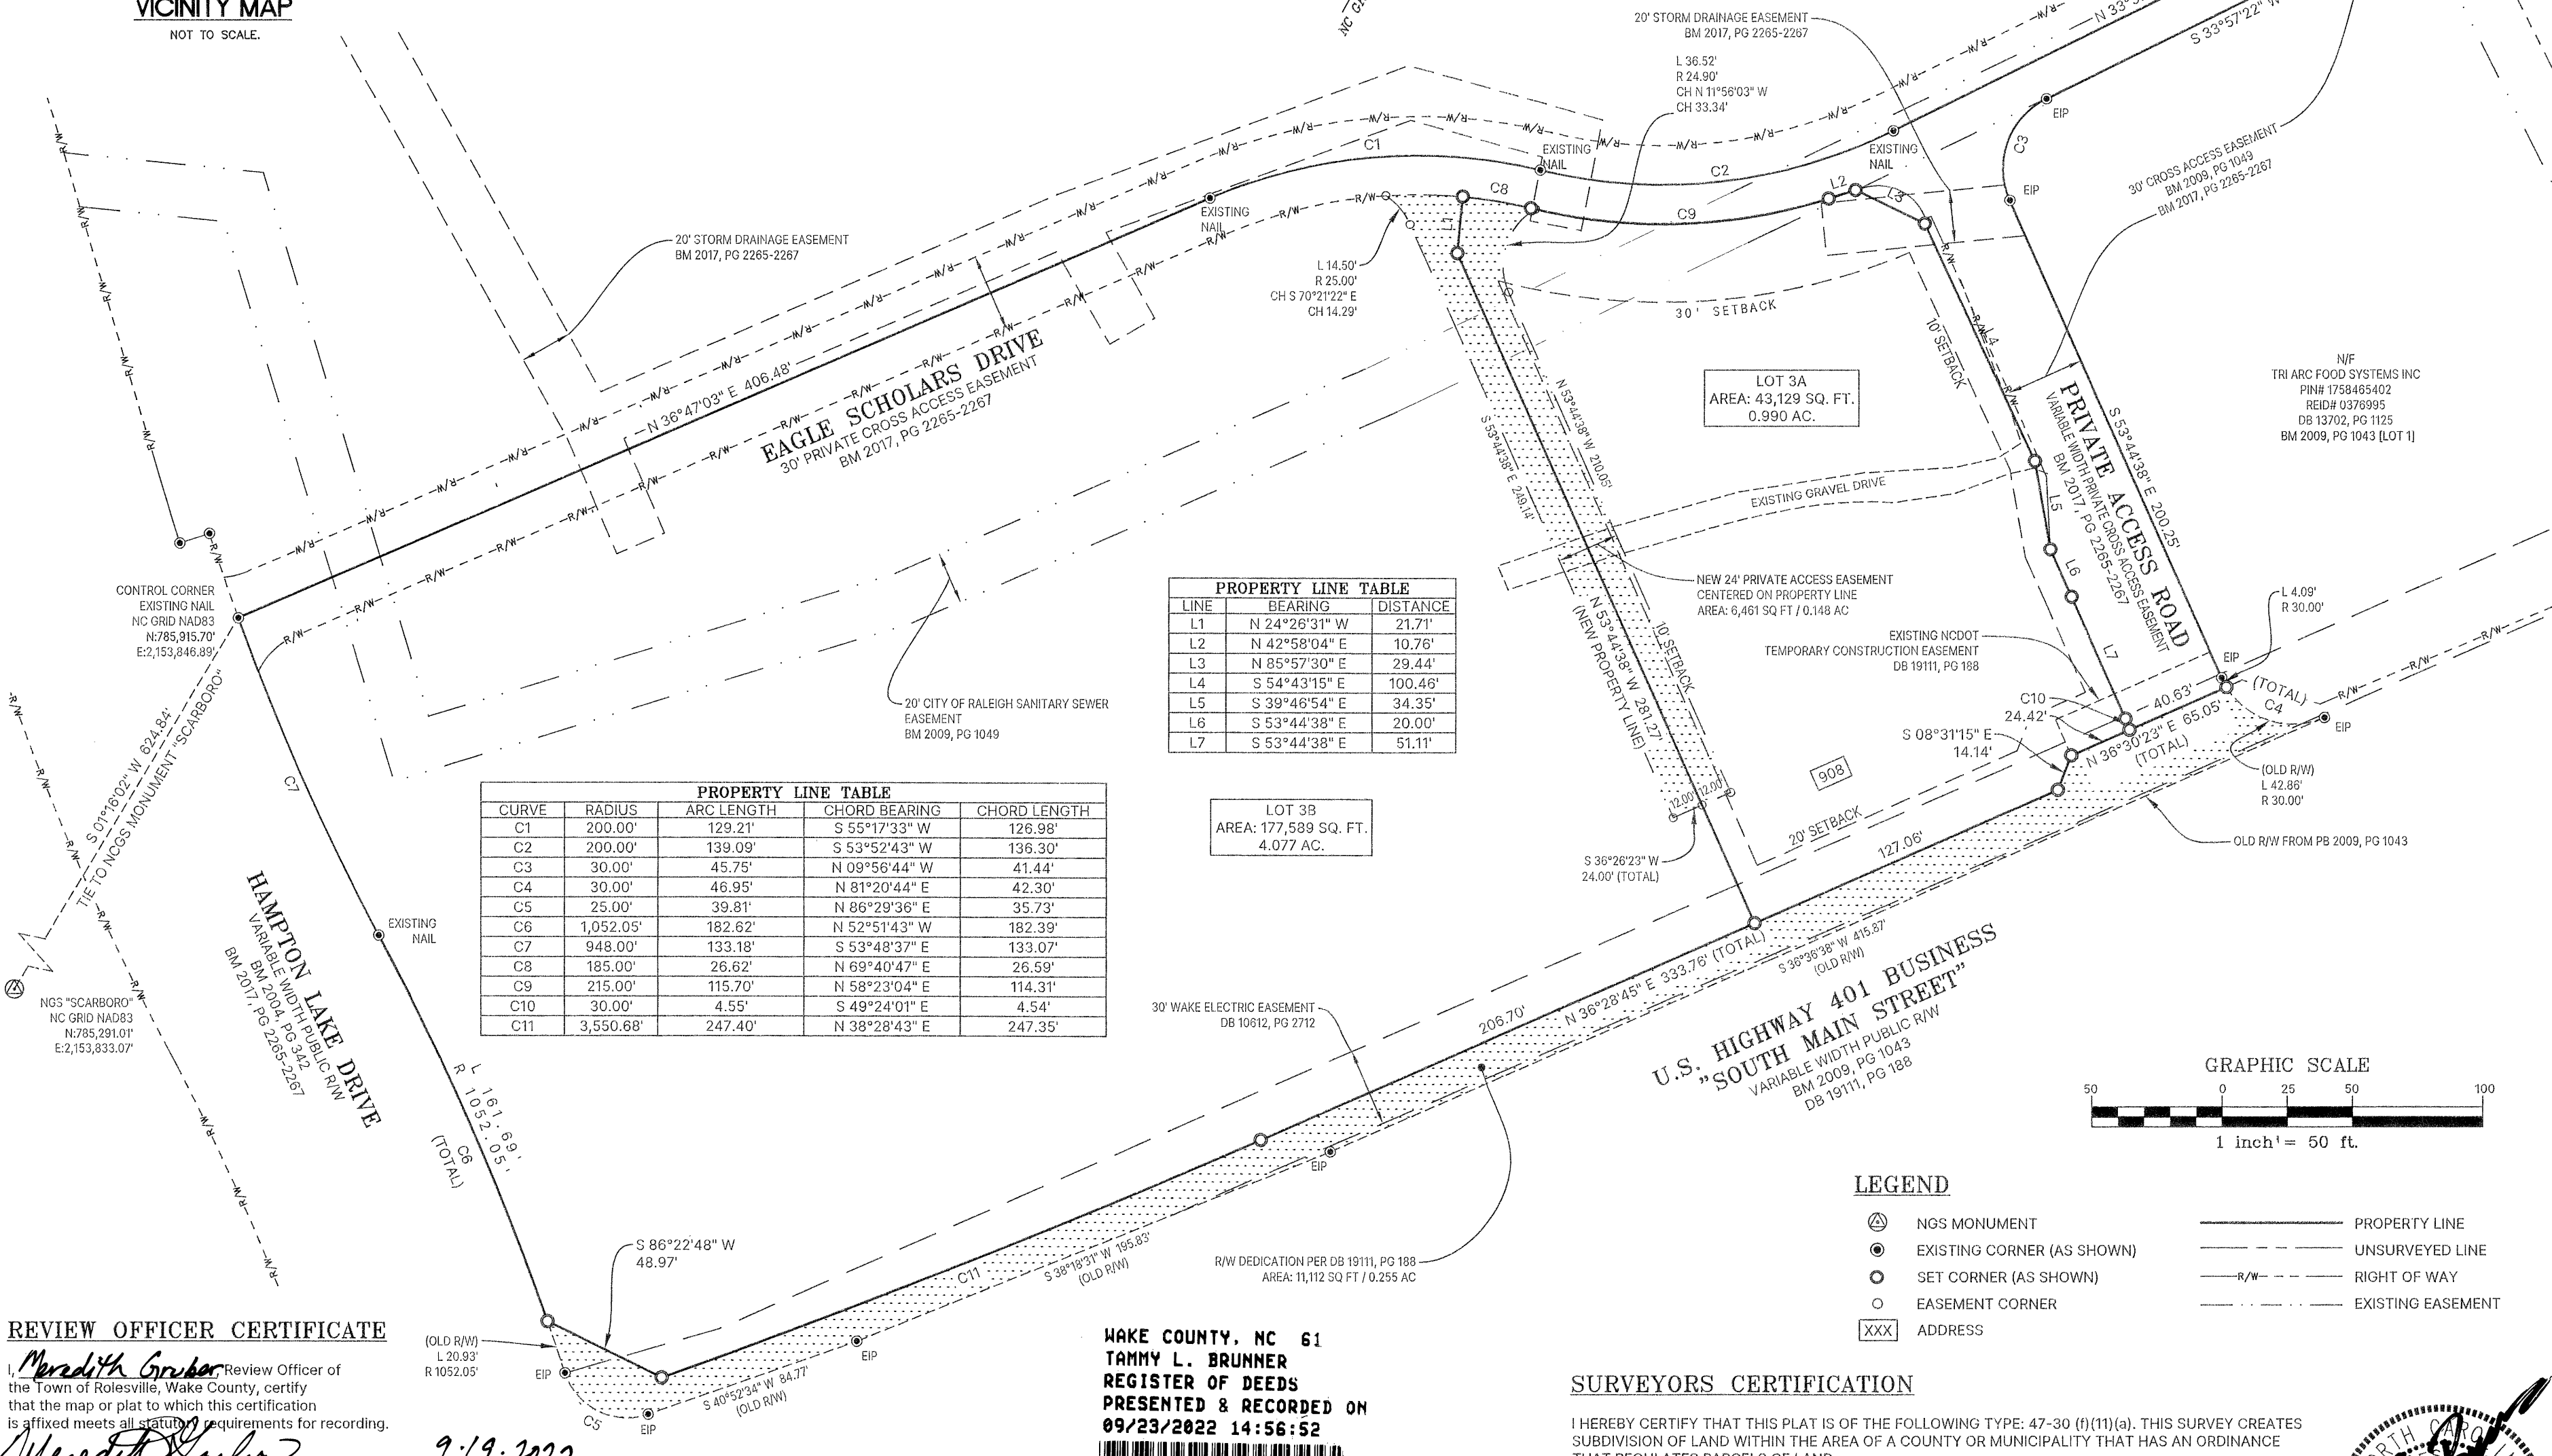 VICINITY MAP
NOT TO SCALE.
NC GR
20' STORM DRAINAGE EASEMENT
BM 2017, PG 2265-2267
L 36.52'
R 24.90'
CH N 11°56'03" W
CH 33.34'
S 33°57'22" W
EIP
C3
EIP
30' CROSS ACCESS EASEMENT
BM 2009, PG 1049
BM 2017, PG 2265-2267
EXISTING
NAIL
C1
EXISTING
NAIL
C2
EXISTING
NAIL
C8
C9
L1
L2
L3
L4
L5
L6
L7
20' STORM DRAINAGE EASEMENT
BM 2017, PG 2265-2267
L 14.50'
R 25.00'
CH S 70°21'22" E
CH 14.29'
30' SETBACK
10' SETBACK
N 36°47'03" E 406.48'
EAGLE SCHOLARS DRIVE
30' PRIVATE CROSS ACCESS EASEMENT
BM 2017, PG 2265-2267
LOT 3A
AREA: 43,129 SQ. FT.
0.990 AC.
N/F
TRI ARC FOOD SYSTEMS INC
PIN# 1758465402
REID# 0376995
DB 13702, PG 1125
BM 2009, PG 1043 [LOT 1]
S 53°44'38" E 249.14'
N 53°44'38" W 210.05'
EXISTING GRAVEL DRIVE
PRIVATE ACCESS ROAD
VARIABLE WIDTH PRIVATE CROSS ACCESS EASEMENT
BM 2017, PG 2265-2267
S 53°44'38" E 200.25'
CONTROL CORNER
EXISTING NAIL
NC GRID NAD83
N:785,915.70'
E:2,153,846.89'
NEW 24' PRIVATE ACCESS EASEMENT
CENTERED ON PROPERTY LINE
AREA: 6,461 SQ FT / 0.148 AC
N 53°44'38" W 281.27'
(NEW PROPERTY LINE)
10' SETBACK
EXISTING NCDOT
TEMPORARY CONSTRUCTION EASEMENT
DB 19111, PG 188
L 4.09'
R 30.00'
EIP
PROPERTY LINE TABLE
LINE BEARING DISTANCE
L1 N 24°26'31" W 21.71'
L2 N 42°58'04" E 10.76'
L3 N 85°57'30" E 29.44'
L4 S 54°43'15" E 100.46'
L5 S 39°46'54" E 34.35'
L6 S 53°44'38" E 20.00'
L7 S 53°44'38" E 51.11'
20' CITY OF RALEIGH SANITARY SEWER
EASEMENT
BM 2009, PG 1049
C10
24.42'
40.63'
(TOTAL)
C4
EIP
N 36°30'23" E 65.05'
(TOTAL)
S 08°31'15" E
14.14'
(OLD R/W)
L 42.86'
R 30.00'
S 01°16'02" W 624.84'
TIE TO NCGS MONUMENT "SCARBORO"
C7
908
12.00' 12.00'
20' SETBACK
127.06'
OLD R/W FROM PB 2009, PG 1043
S 36°26'23" W
24.00' (TOTAL)
PROPERTY LINE TABLE
CURVE RADIUS ARC LENGTH CHORD BEARING CHORD LENGTH
C1 200.00' 129.21' S 55°17'33" W 126.98'
C2 200.00' 139.09' S 53°52'43" W 136.30'
C3 30.00' 45.75' N 09°56'44" W 41.44'
C4 30.00' 46.95' N 81°20'44" E 42.30'
C5 25.00' 39.81' N 86°29'36" E 35.73'
C6 1,052.05' 182.62' N 52°51'43" W 182.39'
C7 948.00' 133.18' S 53°48'37" E 133.07'
C8 185.00' 26.62' N 69°40'47" E 26.59'
C9 215.00' 115.70' N 58°23'04" E 114.31'
C10 30.00' 4.55' S 49°24'01" E 4.54'
C11 3,550.68' 247.40' N 38°28'43" E 247.35'
LOT 3B
AREA: 177,589 SQ. FT.
4.077 AC.
EXISTING
NAIL
HAMPTON LAKE DRIVE
VARIABLE WIDTH PUBLIC R/W
BM 2004, PG 342
BM 2017, PG 2265-2267
NGS "SCARBORO"
NC GRID NAD83
N:785,291.01'
E:2,153,833.07'
30' WAKE ELECTRIC EASEMENT
DB 10612, PG 2712
206.70'
N 36°28'45" E 333.76' (TOTAL)
S 36°36'38" W 415.87'
(OLD R/W)
U.S. HIGHWAY 401 BUSINESS
"SOUTH MAIN STREET"
VARIABLE WIDTH PUBLIC R/W
BM 2009, PG 1043
DB 19111, PG 188
GRAPHIC SCALE
50 0 25 50 100
1 inch = 50 ft.
L 161.69'
R 1052.05'
C6
(TOTAL)
EIP
S 86°22'48" W
48.97'
C11
S 38°18'31" W 195.83'
(OLD R/W)
R/W DEDICATION PER DB 19111, PG 188
AREA: 11,112 SQ FT / 0.255 AC
LEGEND
NGS MONUMENT
EXISTING CORNER (AS SHOWN)
SET CORNER (AS SHOWN)
EASEMENT CORNER
XXX ADDRESS
PROPERTY LINE
UNSURVEYED LINE
R/W RIGHT OF WAY
EXISTING EASEMENT
(OLD R/W)
L 20.93'
R 1052.05'
EIP
C5
EIP
S 40°52'34" W 84.77'
(OLD R/W)
EIP
REVIEW OFFICER CERTIFICATE
I, Meredith Gruber, Review Officer of
the Town of Rolesville, Wake County, certify
that the map or plat to which this certification
is affixed meets all statutory requirements for recording.
9.19.2022
WAKE COUNTY, NC 61
TAMMY L. BRUNNER
REGISTER OF DEEDS
PRESENTED & RECORDED ON
09/23/2022 14:56:52
SURVEYORS CERTIFICATION
I HEREBY CERTIFY THAT THIS PLAT IS OF THE FOLLOWING TYPE: 47-30 (f)(11)(a). THIS SURVEY CREATES
SUBDIVISION OF LAND WITHIN THE AREA OF A COUNTY OR MUNICIPALITY THAT HAS AN ORDINANCE
THAT REGULATES PARCELS OF LAND